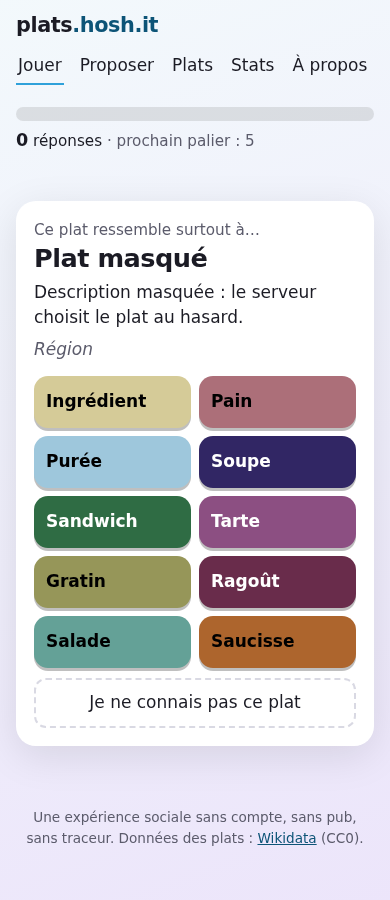 plats.hosh.it
Jouer Proposer Plats Stats À propos
0 réponses · prochain palier : 5
Ce plat ressemble surtout à…
Plat masqué
Description masquée : le serveur
choisit le plat au hasard.
Région
Ingrédient Pain
Purée Soupe
Sandwich Tarte
Gratin Ragoût
Salade Saucisse
Je ne connais pas ce plat
Une expérience sociale sans compte, sans pub,
sans traceur. Données des plats : Wikidata (CC0).